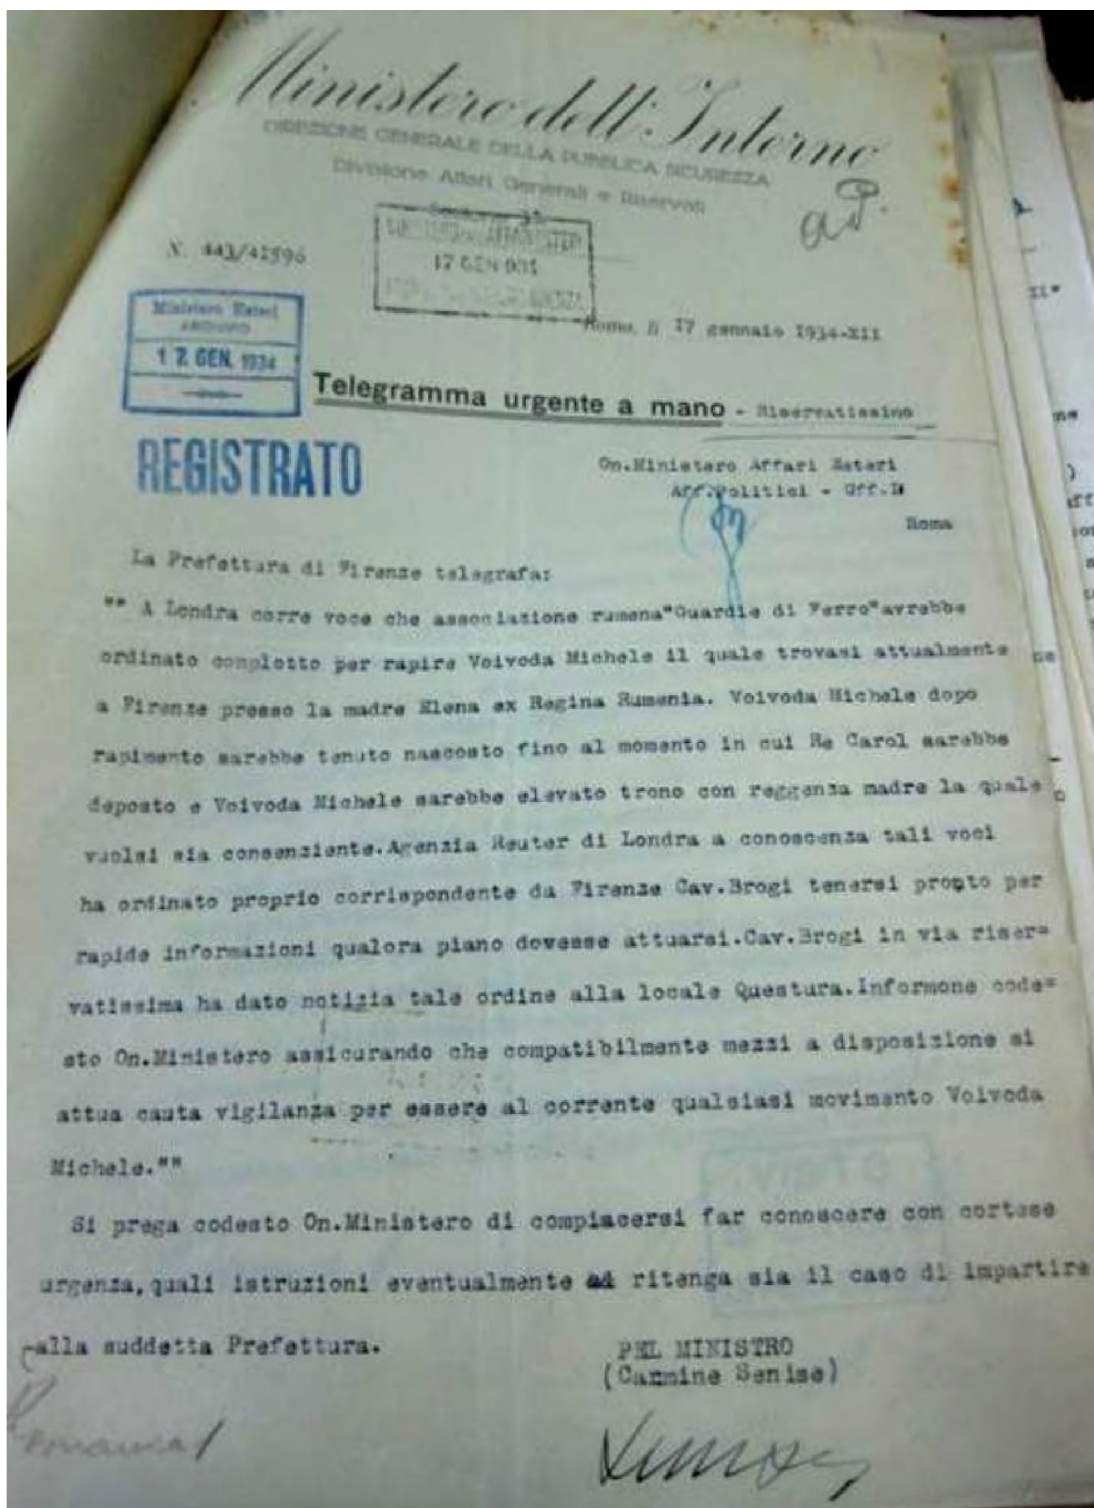 Ministero dell'Interno
DIREZIONE GENERALE DELLA PUBBLICA SICUREZZA
Divisione Affari Generali e Riservati
N. 443/41596
17 GEN
Ministero Esteri
ARCHIVIO
17 GEN. 1934
Roma, li 17 gennaio 1934-XII
Telegramma urgente a mano - Riservatissimo
REGISTRATO
On.Ministero Affari Esteri
Aff.Politici - Uff.
Roma
La Prefettura di Firenze telegrafa:
"" A Londra corre voce che associazione rumena"Guardie di Ferro"avrebbe
ordinato complotto per rapire Voivoda Michele il quale trovasi attualmente
a Firenze presso la madre Elena ex Regina Rumenia. Voivoda Michele dopo
rapimento sarebbe tenuto nascosto fino al momento in cui Re Carol sarebbe
deposto e Voivoda Michele sarebbe elevato trono con reggenza madre la quale
vuolsi sia consenziente.Agenzia Reuter di Londra a conoscenza tali voci
ha ordinato proprio corrispondente da Firenze Cav.Brogi tenersi pronto per
rapide informazioni qualora piano dovesse attuarsi.Cav.Brogi in via riser=
vatissima ha dato notizia tale ordine alla locale Questura.Informone code=
sto On.Ministero assicurando che compatibilmente mezzi a disposizione si
attua cauta vigilanza per essere al corrente qualsiasi movimento Voivoda
Michele.""
Si prega codesto On.Ministero di compiacersi far conoscere con cortese
urgenza,quali istruzioni eventualmente ritenga sia il caso di impartire
alla suddetta Prefettura.
PEL MINISTRO
(Carmine Senise)